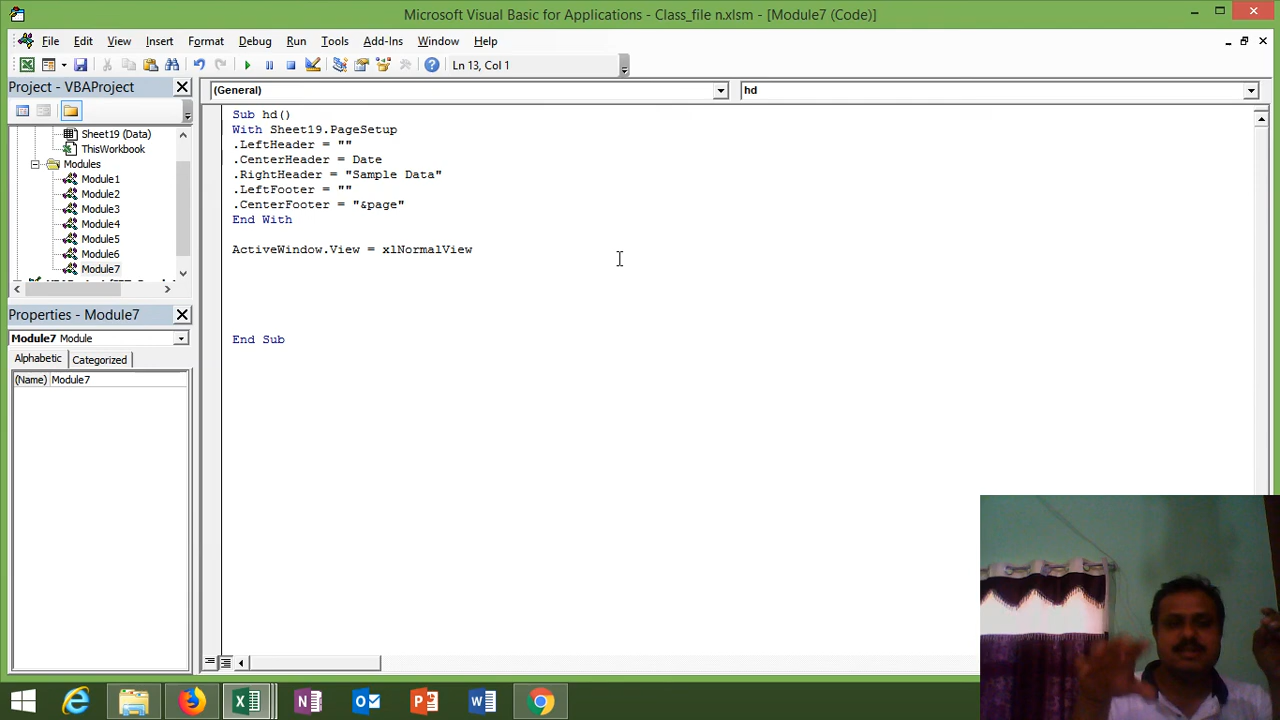 Microsoft Visual Basic for Applications - Class_file n.xlsm - [Module7 (Code)]
File Edit View Insert Format Debug Run Tools Add-Ins Window Help
Ln 13, Col 1
Project - VBAProject
Sheet19 (Data)
ThisWorkbook
Modules
Module1
Module2
Module3
Module4
Module5
Module6
Module7
Properties - Module7
Module7 Module
Alphabetic Categorized
(Name) Module7
(General) hd
Sub hd()
With Sheet19.PageSetup
.LeftHeader = ""
.CenterHeader = Date
.RightHeader = "Sample Data"
.LeftFooter = ""
.CenterFooter = "&page"
End With
ActiveWindow.View = xlNormalView
End Sub